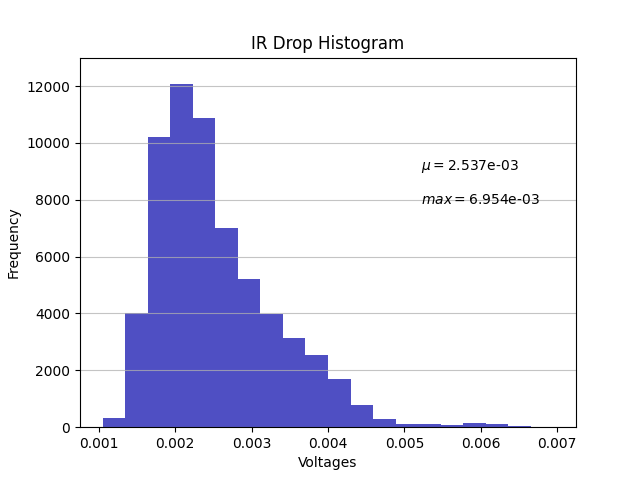 IR Drop Histogram
12000
10000
8000
6000
4000
2000
0
Frequency
μ = 2.537e-03
max = 6.954e-03
0.001 0.002 0.003 0.004 0.005 0.006 0.007
Voltages